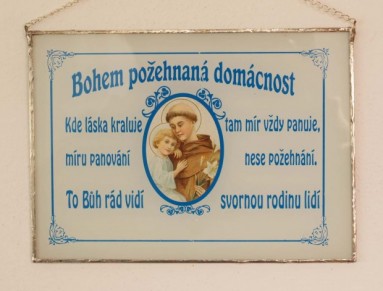 Bohem požehnaná domácnost
Kde láska kraluje tam mír vždy panuje,
míru panování nese požehnání.
To Bůh rád vidí svornou rodinu lidí